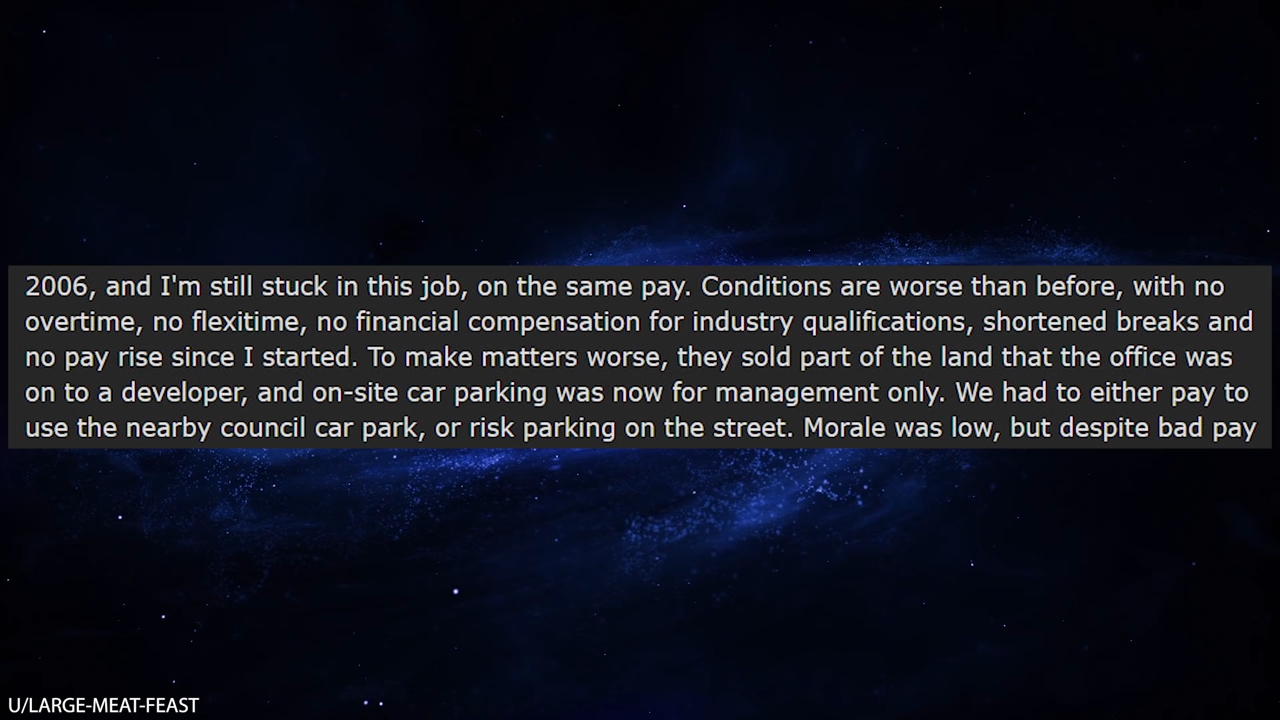 2006, and I'm still stuck in this job, on the same pay. Conditions are worse than before, with no
overtime, no flexitime, no financial compensation for industry qualifications, shortened breaks and
no pay rise since I started. To make matters worse, they sold part of the land that the office was
on to a developer, and on-site car parking was now for management only. We had to either pay to
use the nearby council car park, or risk parking on the street. Morale was low, but despite bad pay
U/LARGE-MEAT-FEAST